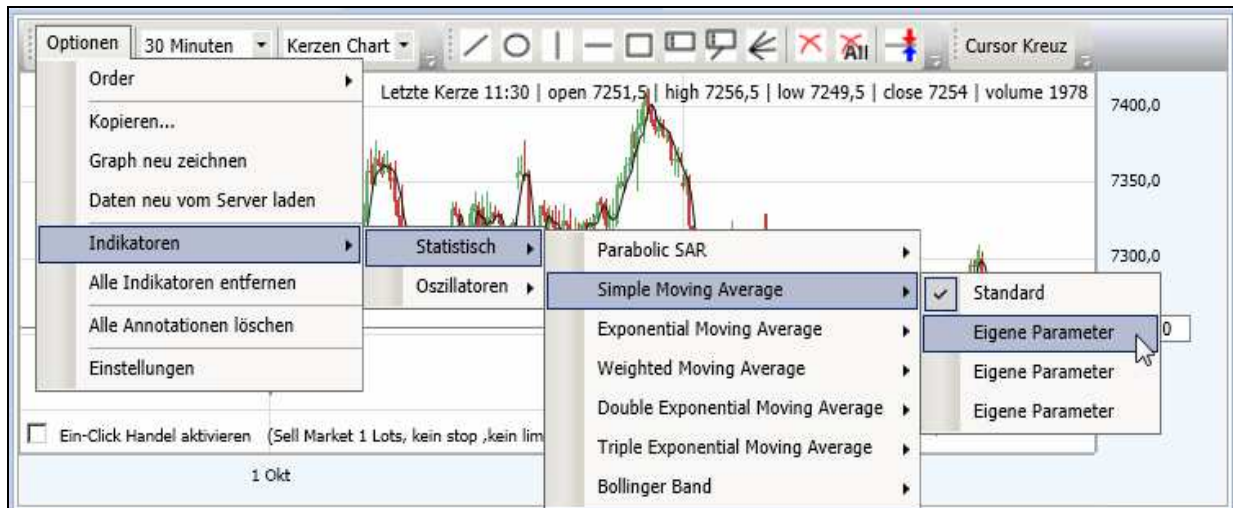 Optionen 30 Minuten Kerzen Chart All Cursor Kreuz
Order
Letzte Kerze 11:30 | open 7251,5 | high 7256,5 | low 7249,5 | close 7254 | volume 1978
7400,0
Kopieren...
Graph neu zeichnen
7350,0
Daten neu vom Server laden
Indikatoren
Statistisch
Parabolic SAR
7300,0
Alle Indikatoren entfernen
Oszillatoren
Simple Moving Average
Standard
Alle Annotationen löschen
Exponential Moving Average
Eigene Parameter
0
Einstellungen
Weighted Moving Average
Eigene Parameter
Double Exponential Moving Average
Eigene Parameter
Ein-Click Handel aktivieren (Sell Market 1 Lots, kein stop ,kein lim
Triple Exponential Moving Average
1 Okt
Bollinger Band